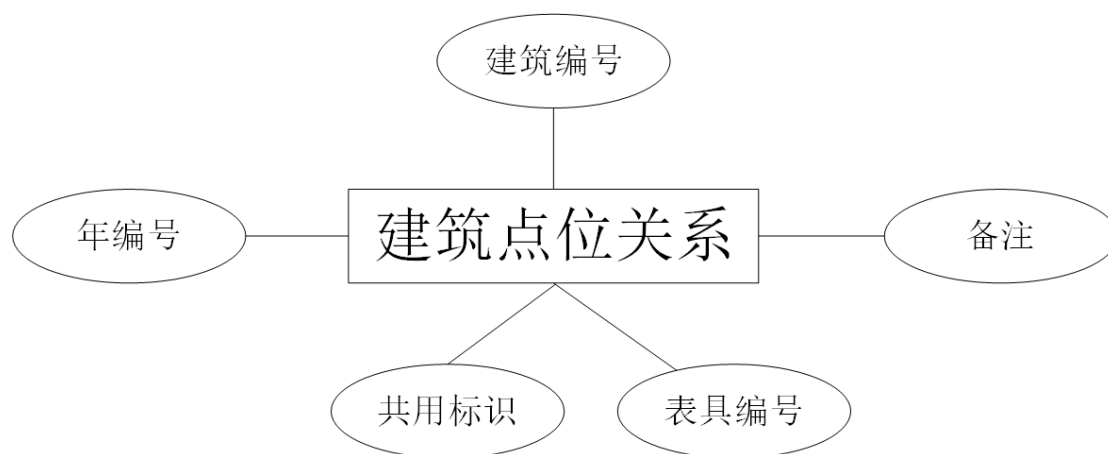 建筑编号
年编号
建筑点位关系
备注
共用标识
表具编号